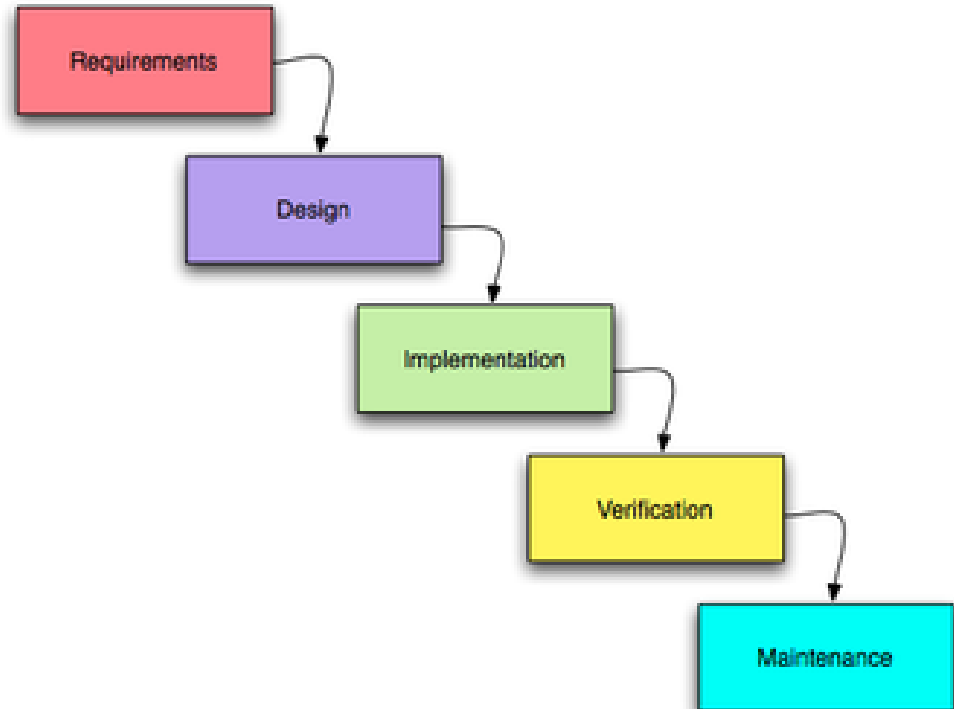 Requirements
Design
Implementation
Verification
Maintenance